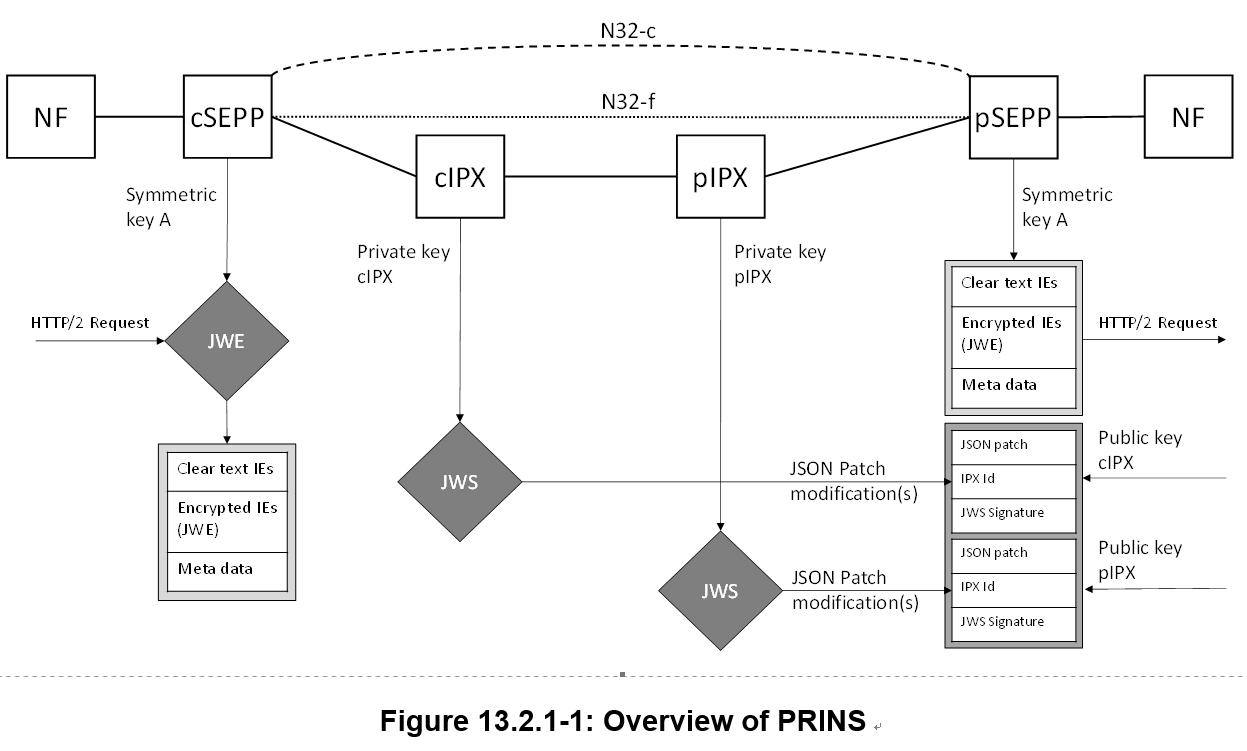 N32-c
NF
cSEPP
N32-f
pSEPP
NF
cIPX
pIPX
Symmetric
key A
Symmetric
key A
Private key
cIPX
Private key
pIPX
HTTP/2 Request
JWE
Clear text IEs
Encrypted IEs
(JWE)
Meta data
HTTP/2 Request
Clear text IEs
Encrypted IEs
(JWE)
Meta data
JWS
JSON Patch
modification(s)
JSON patch
IPX Id
JWS Signature
Public key
cIPX
JWS
JSON Patch
modification(s)
JSON patch
IPX Id
JWS Signature
Public key
pIPX
Figure 13.2.1-1: Overview of PRINS